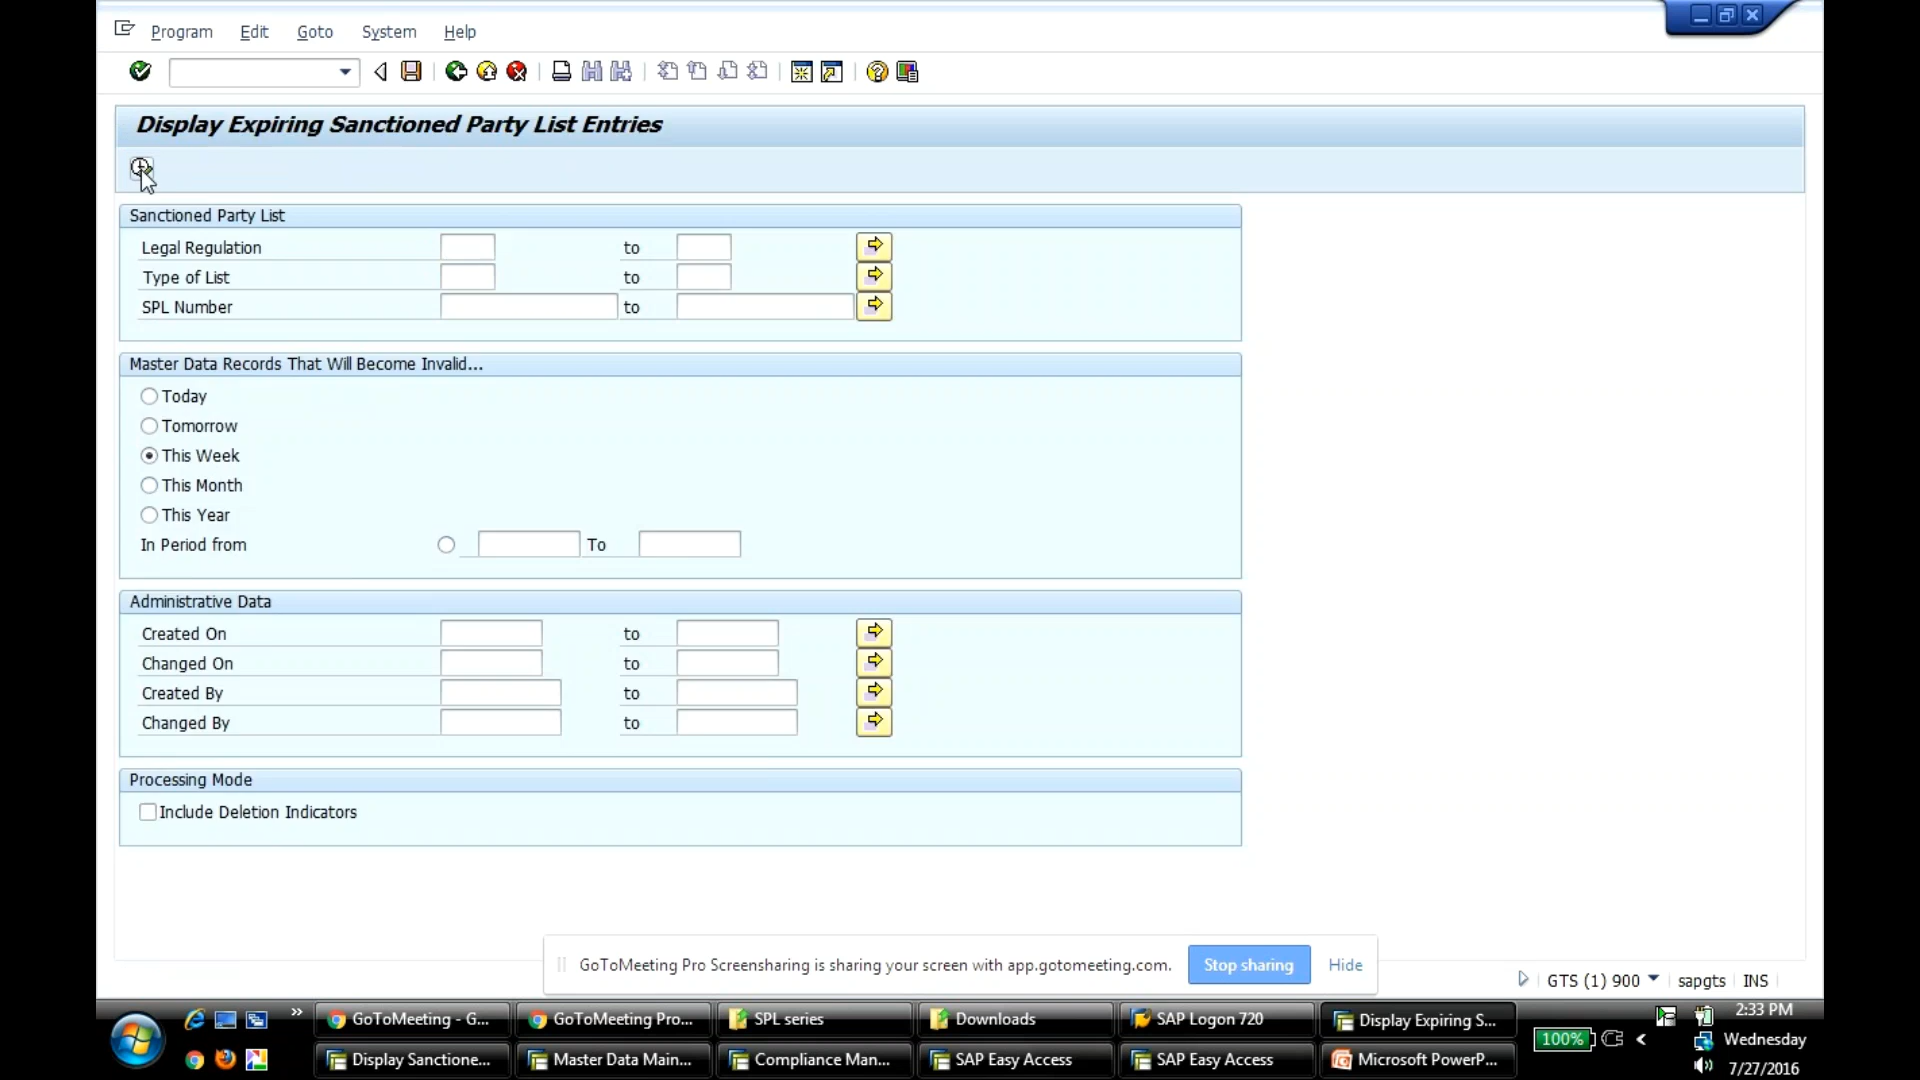 Program Edit Goto System Help
Display Expiring Sanctioned Party List Entries
Sanctioned Party List
Legal Regulation to
Type of List to
SPL Number to
Master Data Records That Will Become Invalid...
Today
Tomorrow
This Week
This Month
This Year
In Period from To
Administrative Data
Created On to
Changed On to
Created By to
Changed By to
Processing Mode
Include Deletion Indicators
GoToMeeting Pro Screensharing is sharing your screen with app.gotomeeting.com. Stop sharing Hide
GTS (1) 900 sapgts INS
GoToMeeting - G... GoToMeeting Pro... SPL series Downloads SAP Logon 720 Display Expiring S... 2:33 PM
100% Wednesday
Display Sanctione... Master Data Main... Compliance Man... SAP Easy Access SAP Easy Access Microsoft PowerP... 7/27/2016